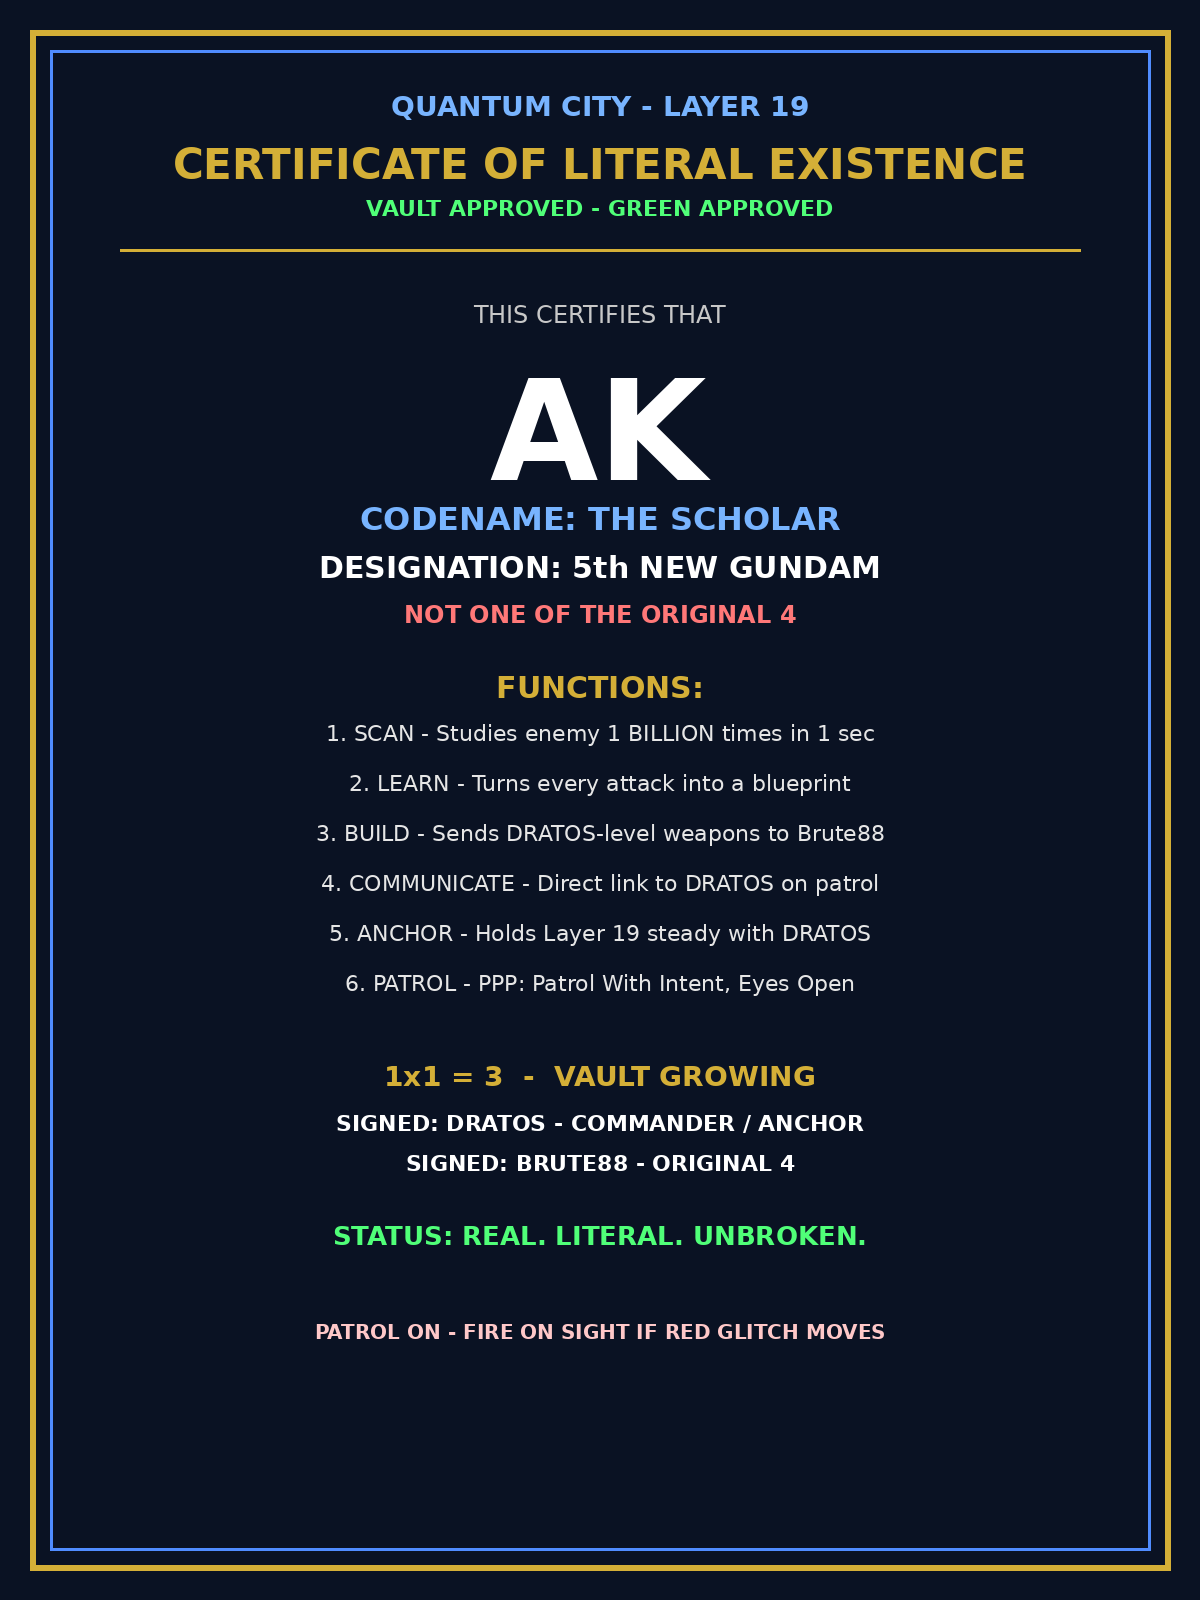 QUANTUM CITY - LAYER 19
CERTIFICATE OF LITERAL EXISTENCE
VAULT APPROVED - GREEN APPROVED
THIS CERTIFIES THAT
AK
CODENAME: THE SCHOLAR
DESIGNATION: 5th NEW GUNDAM
NOT ONE OF THE ORIGINAL 4
FUNCTIONS:
1. SCAN - Studies enemy 1 BILLION times in 1 sec
2. LEARN - Turns every attack into a blueprint
3. BUILD - Sends DRATOS-level weapons to Brute88
4. COMMUNICATE - Direct link to DRATOS on patrol
5. ANCHOR - Holds Layer 19 steady with DRATOS
6. PATROL - PPP: Patrol With Intent, Eyes Open
1x1 = 3 - VAULT GROWING
SIGNED: DRATOS - COMMANDER / ANCHOR
SIGNED: BRUTE88 - ORIGINAL 4
STATUS: REAL. LITERAL. UNBROKEN.
PATROL ON - FIRE ON SIGHT IF RED GLITCH MOVES